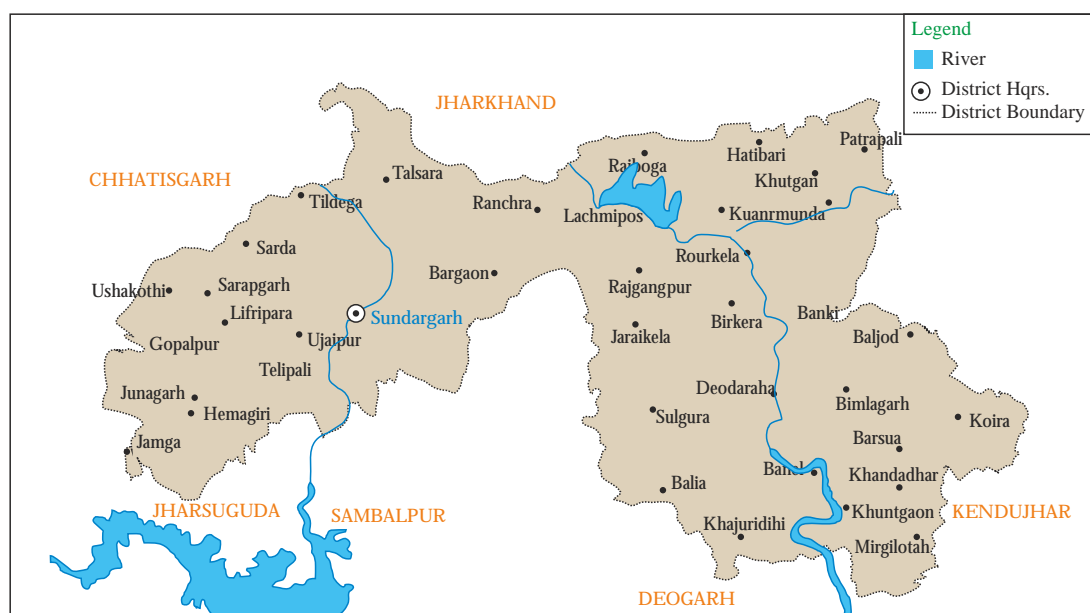 Legend
River
District Hqrs.
District Boundary
JHARKHAND
CHHATISGARH
Patrapali
Hatibari
Raiboga
Khutgan
Talsara
Tildega
Ranchra
Lachmipos
Kuanrmunda
Sarda
Rourkela
Bargaon
Rajgangpur
Ushakothi
Sarapgarh
Lifripara
Sundargarh
Birkera
Banki
Gopalpur
Ujaipur
Jaraikela
Baljod
Telipali
Junagarh
Deodaraha
Bimlagarh
Hemagiri
Sulgura
Koira
Jamga
Barsua
Banei
Khandadhar
Balia
JHARSUGUDA
SAMBALPUR
Khajuridihi
Khuntgaon
KENDUJHAR
Mirgilotah
DEOGARH